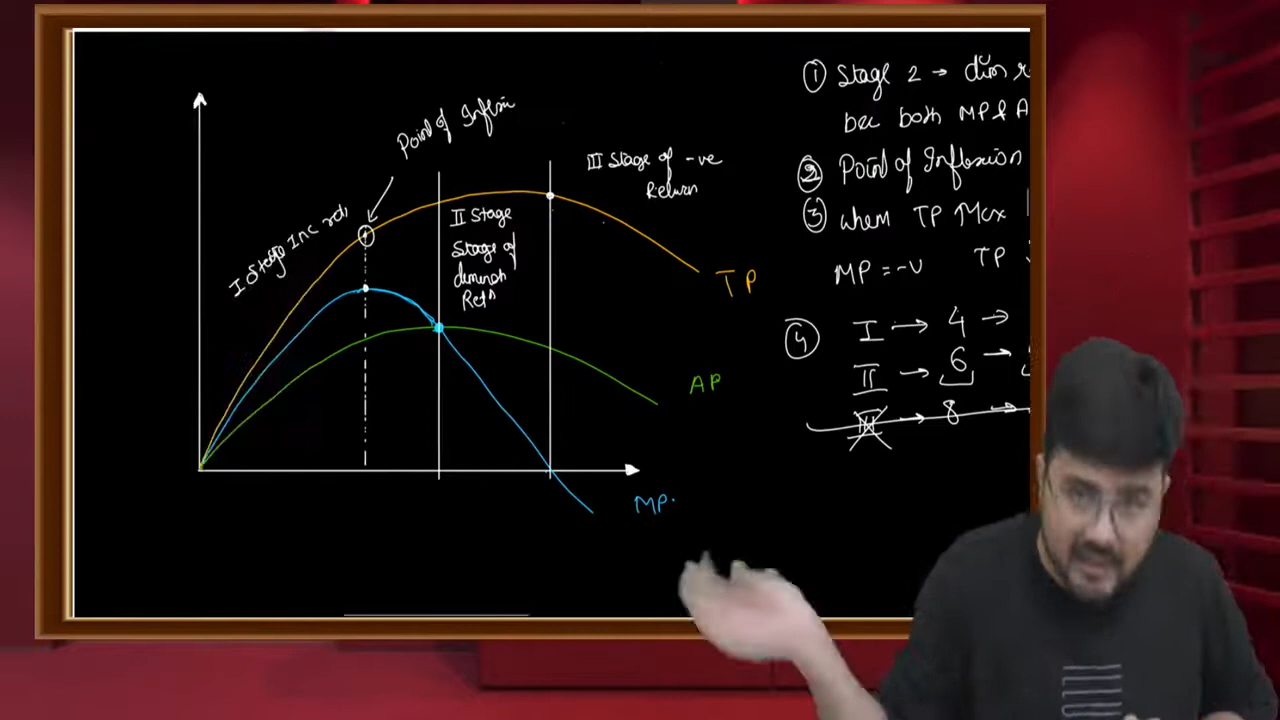 Point of Inflexi
I Stage Inc ret
II Stage
Stage of
diminish
Retⁿ
III Stage of -ve
Return
TP
AP
MP.
① Stage 2 → dim r
bec both MP & A
② Point of Inflexion
③ when TP Max
MP = -v TP
④ I → 4 →
II → 6 →
III → 8 →